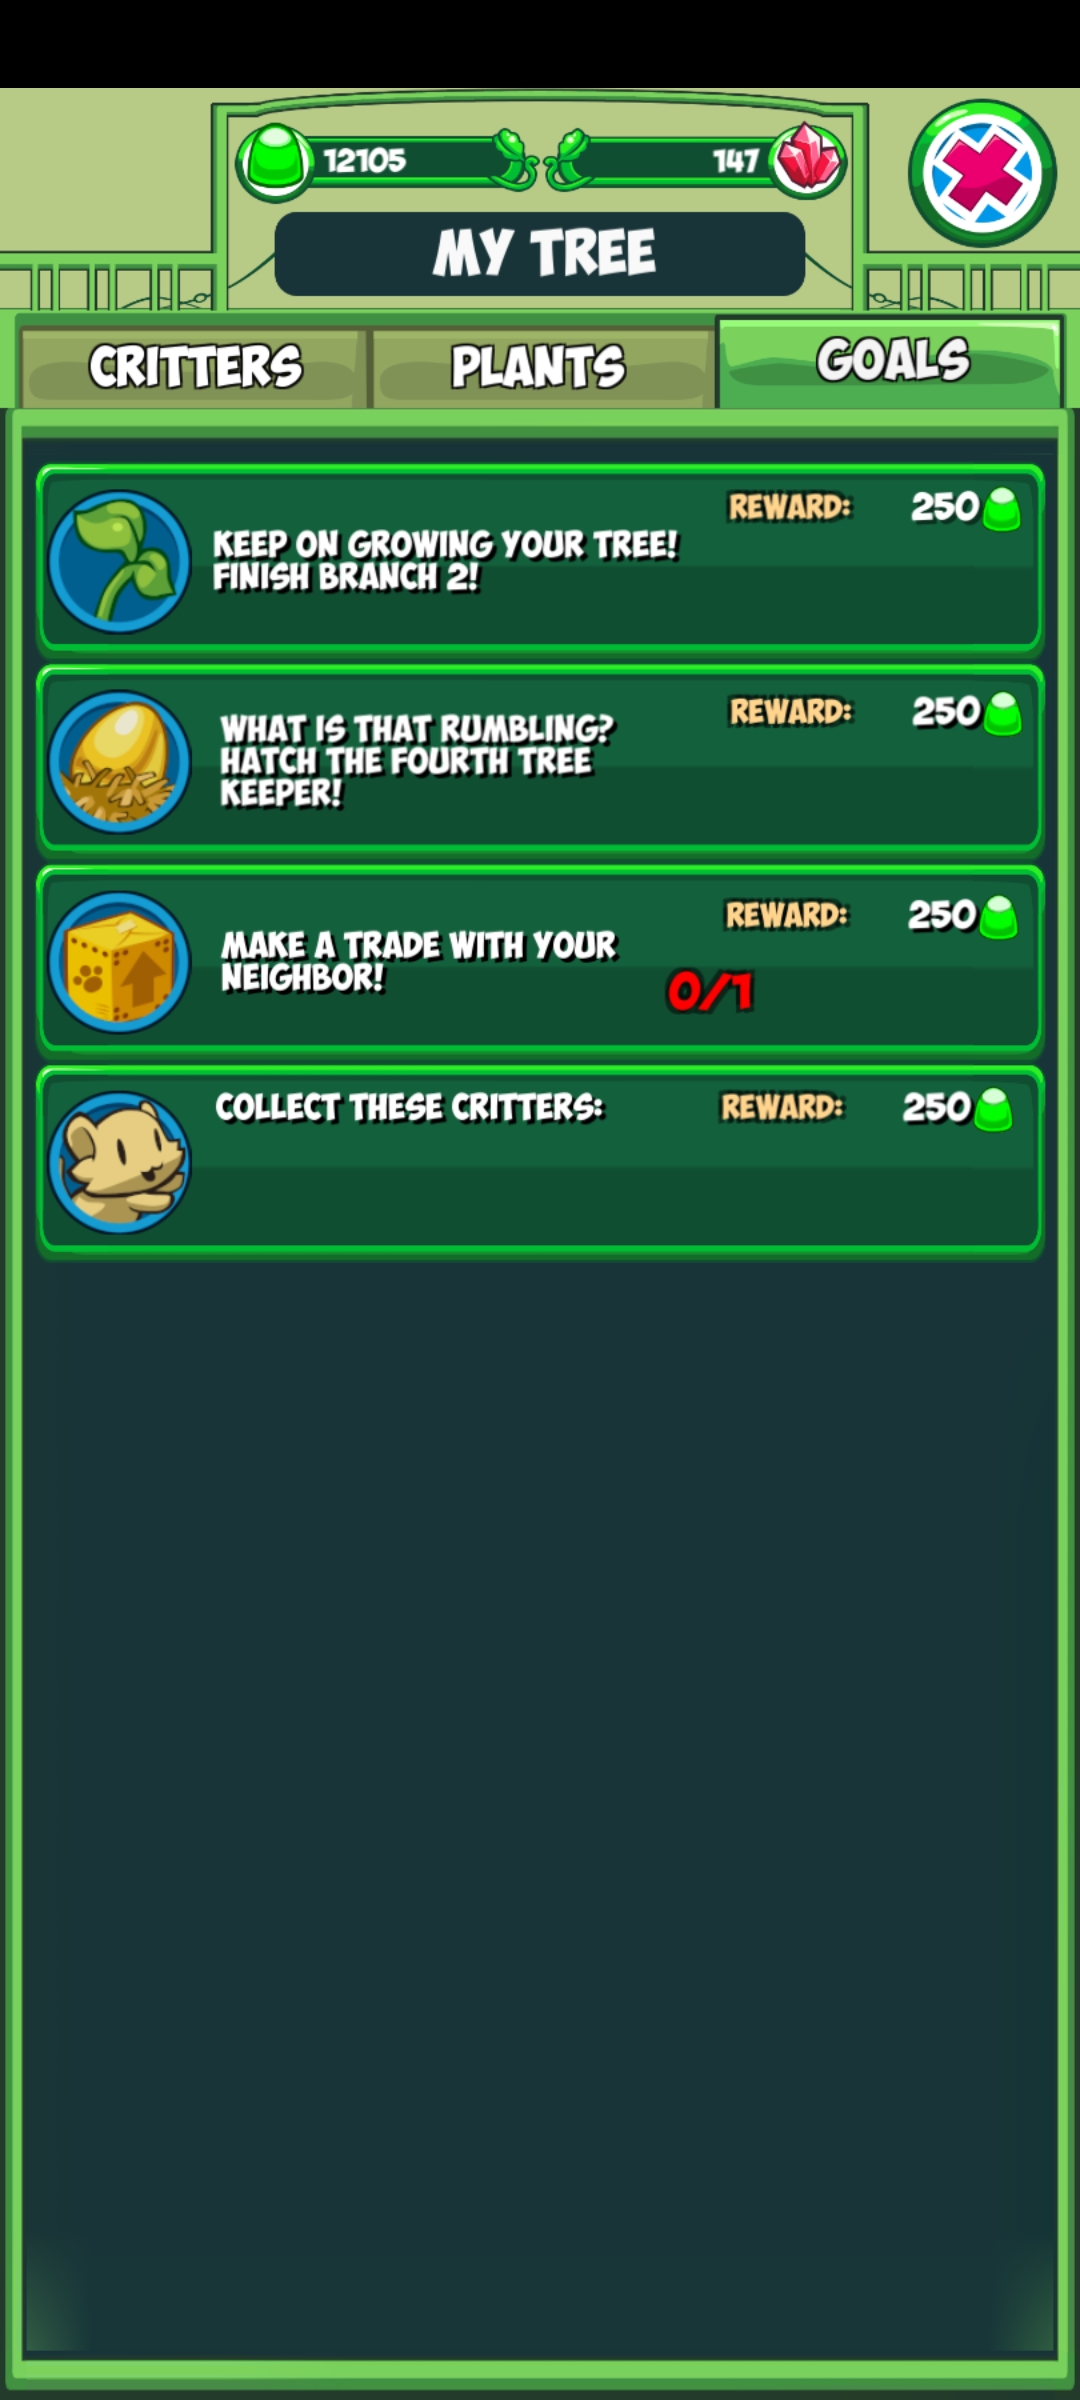 12105
147
MY TREE
CRITTERS
PLANTS
GOALS
REWARD: 250
KEEP ON GROWING YOUR TREE!
FINISH BRANCH 2!
REWARD: 250
WHAT IS THAT RUMBLING?
HATCH THE FOURTH TREE
KEEPER!
REWARD: 250
MAKE A TRADE WITH YOUR
NEIGHBOR!
0/1
COLLECT THESE CRITTERS:
REWARD: 250